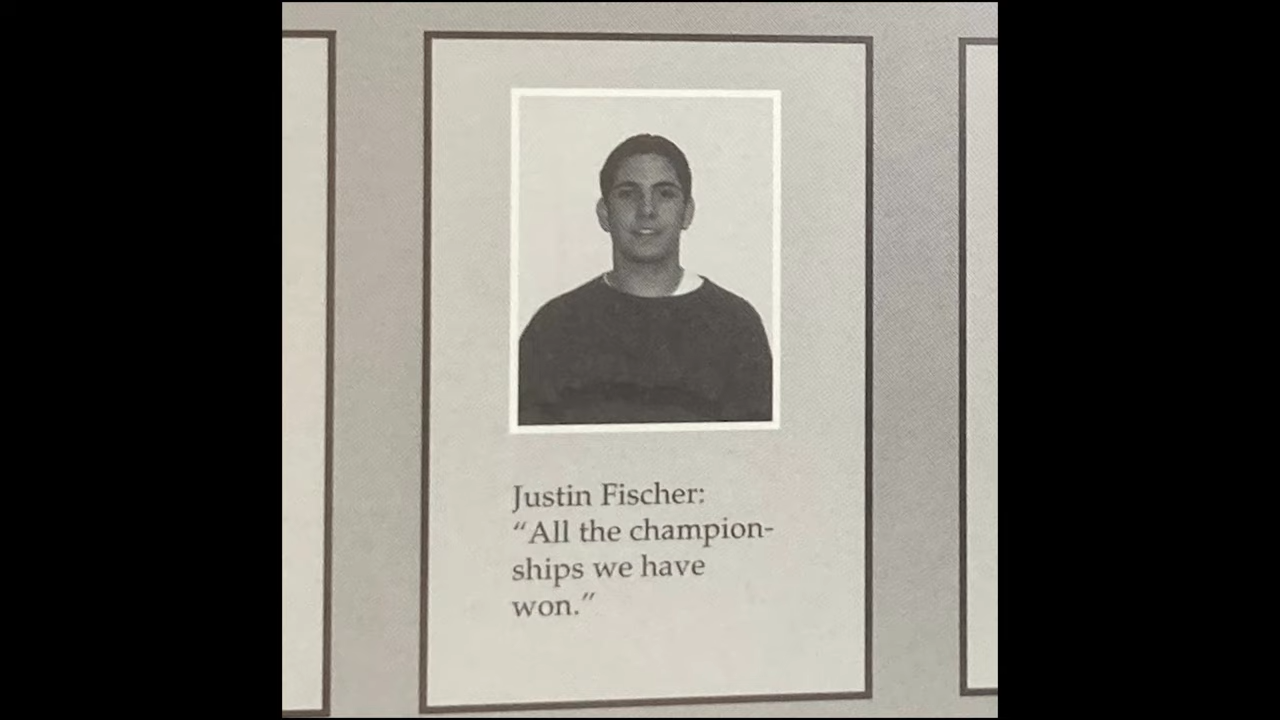 Justin Fischer:
“All the champion-
ships we have
won.”